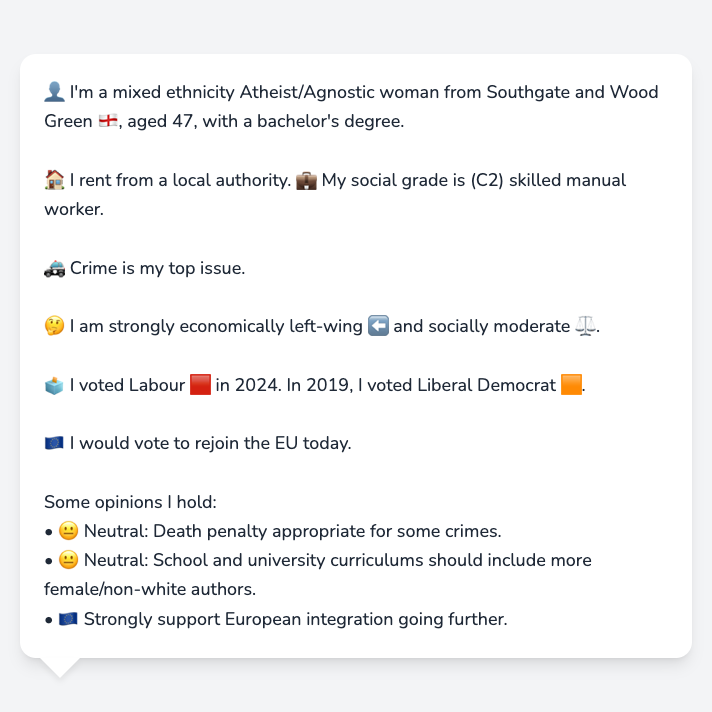 👤 I'm a mixed ethnicity Atheist/Agnostic woman from Southgate and Wood
Green 🏴󠁧󠁢󠁥󠁮󠁧󠁿, aged 47, with a bachelor's degree.
🏠 I rent from a local authority. 💼 My social grade is (C2) skilled manual
worker.
🚓 Crime is my top issue.
🤔 I am strongly economically left-wing ⬅️ and socially moderate ⚖️.
🗳️ I voted Labour 🟥 in 2024. In 2019, I voted Liberal Democrat 🟧.
🇪🇺 I would vote to rejoin the EU today.
Some opinions I hold:
• 😐 Neutral: Death penalty appropriate for some crimes.
• 😐 Neutral: School and university curriculums should include more
female/non-white authors.
• 🇪🇺 Strongly support European integration going further.